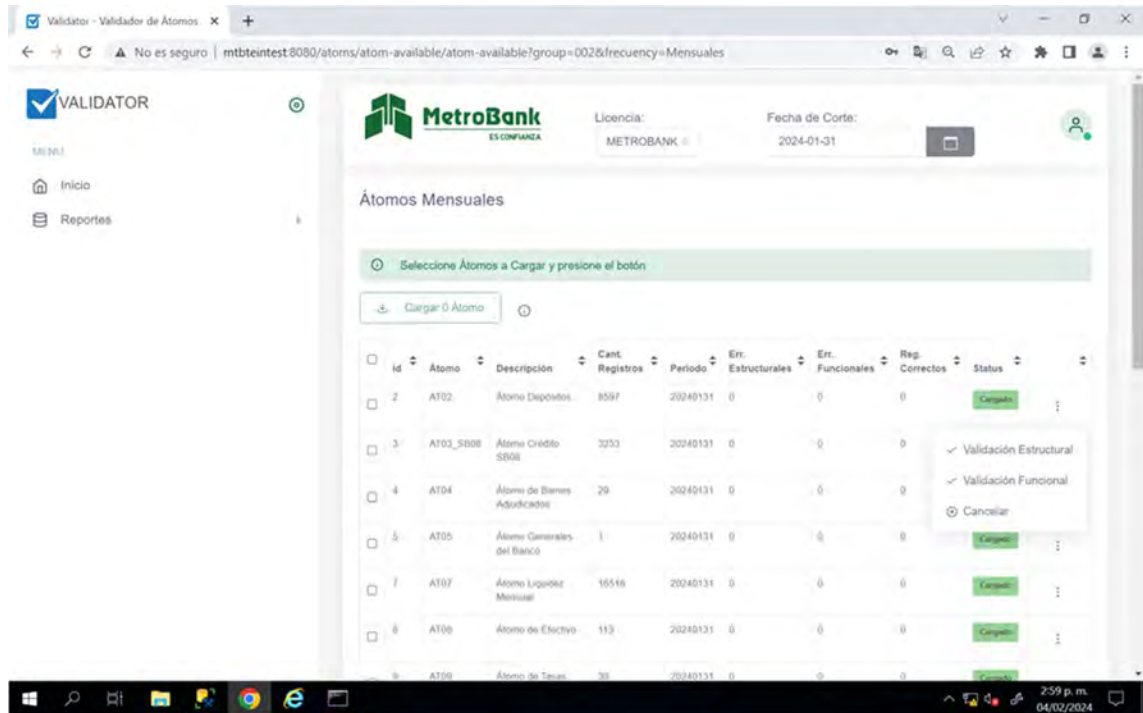 Validator - Validador de Átomos
No es seguro | mtbteintest:8080/atoms/atom-available/atom-available?group=002&frecuency=Mensuales
VALIDATOR
MENU
Inicio
Reportes
MetroBank
ES CONFIANZA
Licencia:
METROBANK
Fecha de Corte:
2024-01-31
Átomos Mensuales
Seleccione Átomos a Cargar y presione el botón
Cargar 0 Átomo
Id Átomo Descripción Cant. Registros Periodo Err. Estructurales Err. Funcionales Reg. Correctos Status
2 AT02 Átomo Depósitos 8597 20240131 0 0 0 Cargado
3 AT03_SB08 Átomo Crédito SB08 3253 20240131 0 0 0
Validación Estructural
4 AT04 Átomo de Bienes Adjudicados 29 20240131 0 0 0
Validación Funcional
Cancelar
5 AT05 Átomo Generales del Banco 1 20240131 0 0 0 Cargado
7 AT07 Átomo Liquidez Mensual 16516 20240131 0 0 0 Cargado
AT08 Átomo de Efectivo 113 20240131 0 0 0 Cargado
9 AT09 Átomo de Tasas 30 20240131 0 0 0 Cargado
2:59 p. m.
04/02/2024